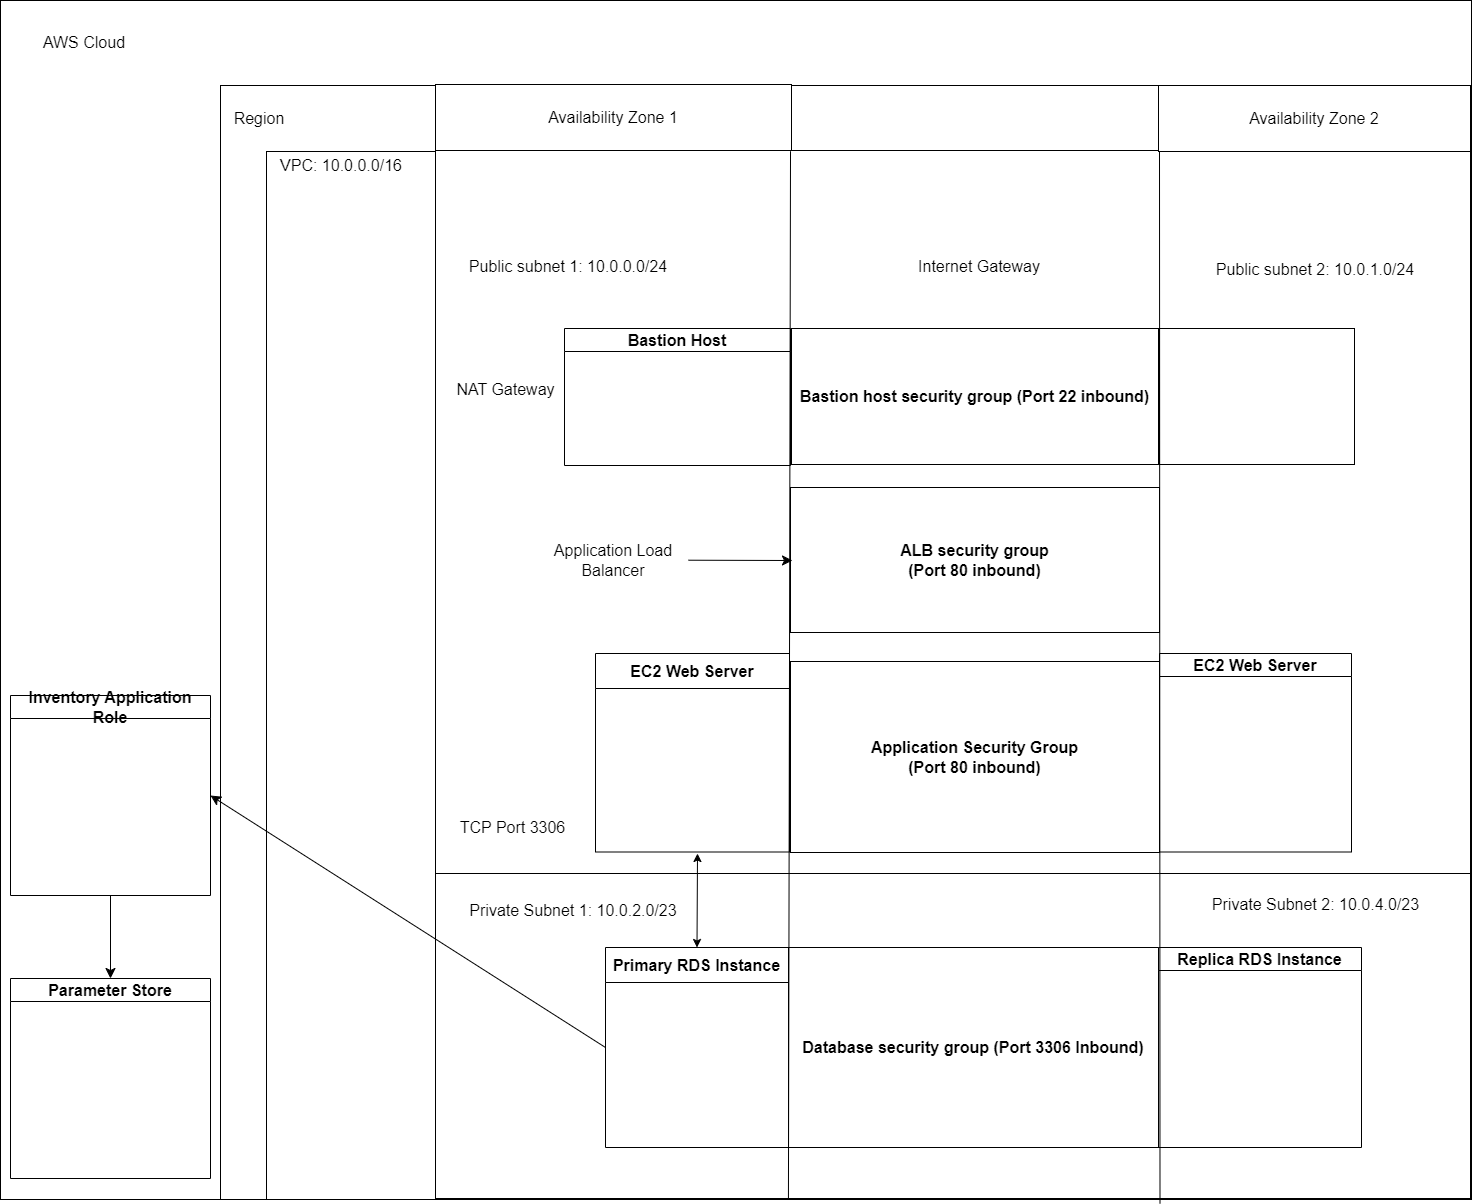 AWS Cloud
Region
Availability Zone 1
Availability Zone 2
VPC: 10.0.0.0/16
Public subnet 1: 10.0.0.0/24
Internet Gateway
Public subnet 2: 10.0.1.0/24
Bastion Host
NAT Gateway
Bastion host security group (Port 22 inbound)
Application Load
Balancer
ALB security group
(Port 80 inbound)
EC2 Web Server
EC2 Web Server
Inventory Application
Role
Application Security Group
(Port 80 inbound)
TCP Port 3306
Private Subnet 1: 10.0.2.0/23
Private Subnet 2: 10.0.4.0/23
Primary RDS Instance
Replica RDS Instance
Parameter Store
Database security group (Port 3306 Inbound)